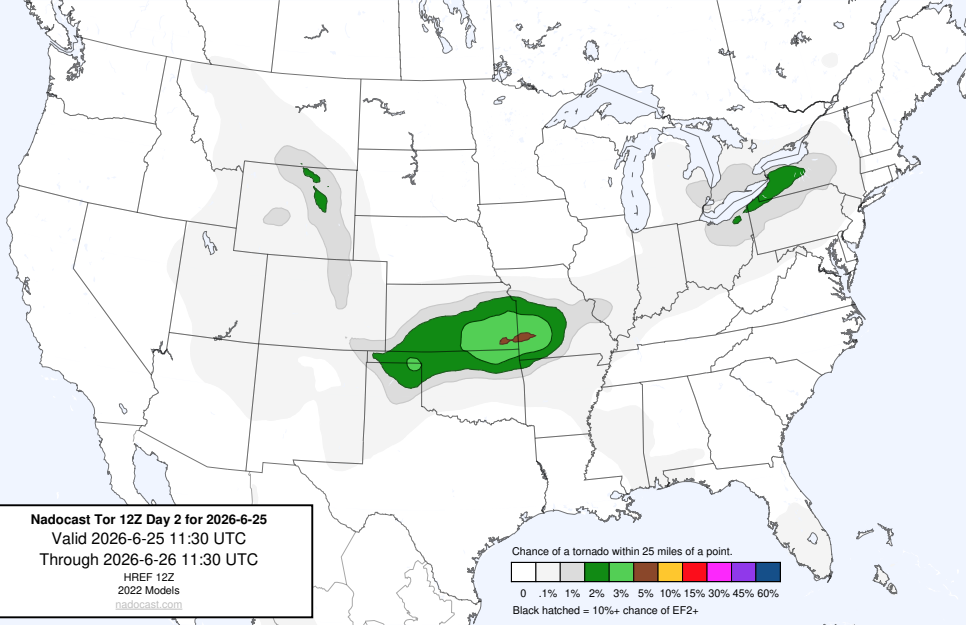 Nadocast Tor 12Z Day 2 for 2026-6-25
Valid 2026-6-25 11:30 UTC
Through 2026-6-26 11:30 UTC
HREF 12Z
2022 Models
nadocast.com
Chance of a tornado within 25 miles of a point.
0 .1% 1% 2% 3% 5% 10% 15% 30% 45% 60%
Black hatched = 10%+ chance of EF2+